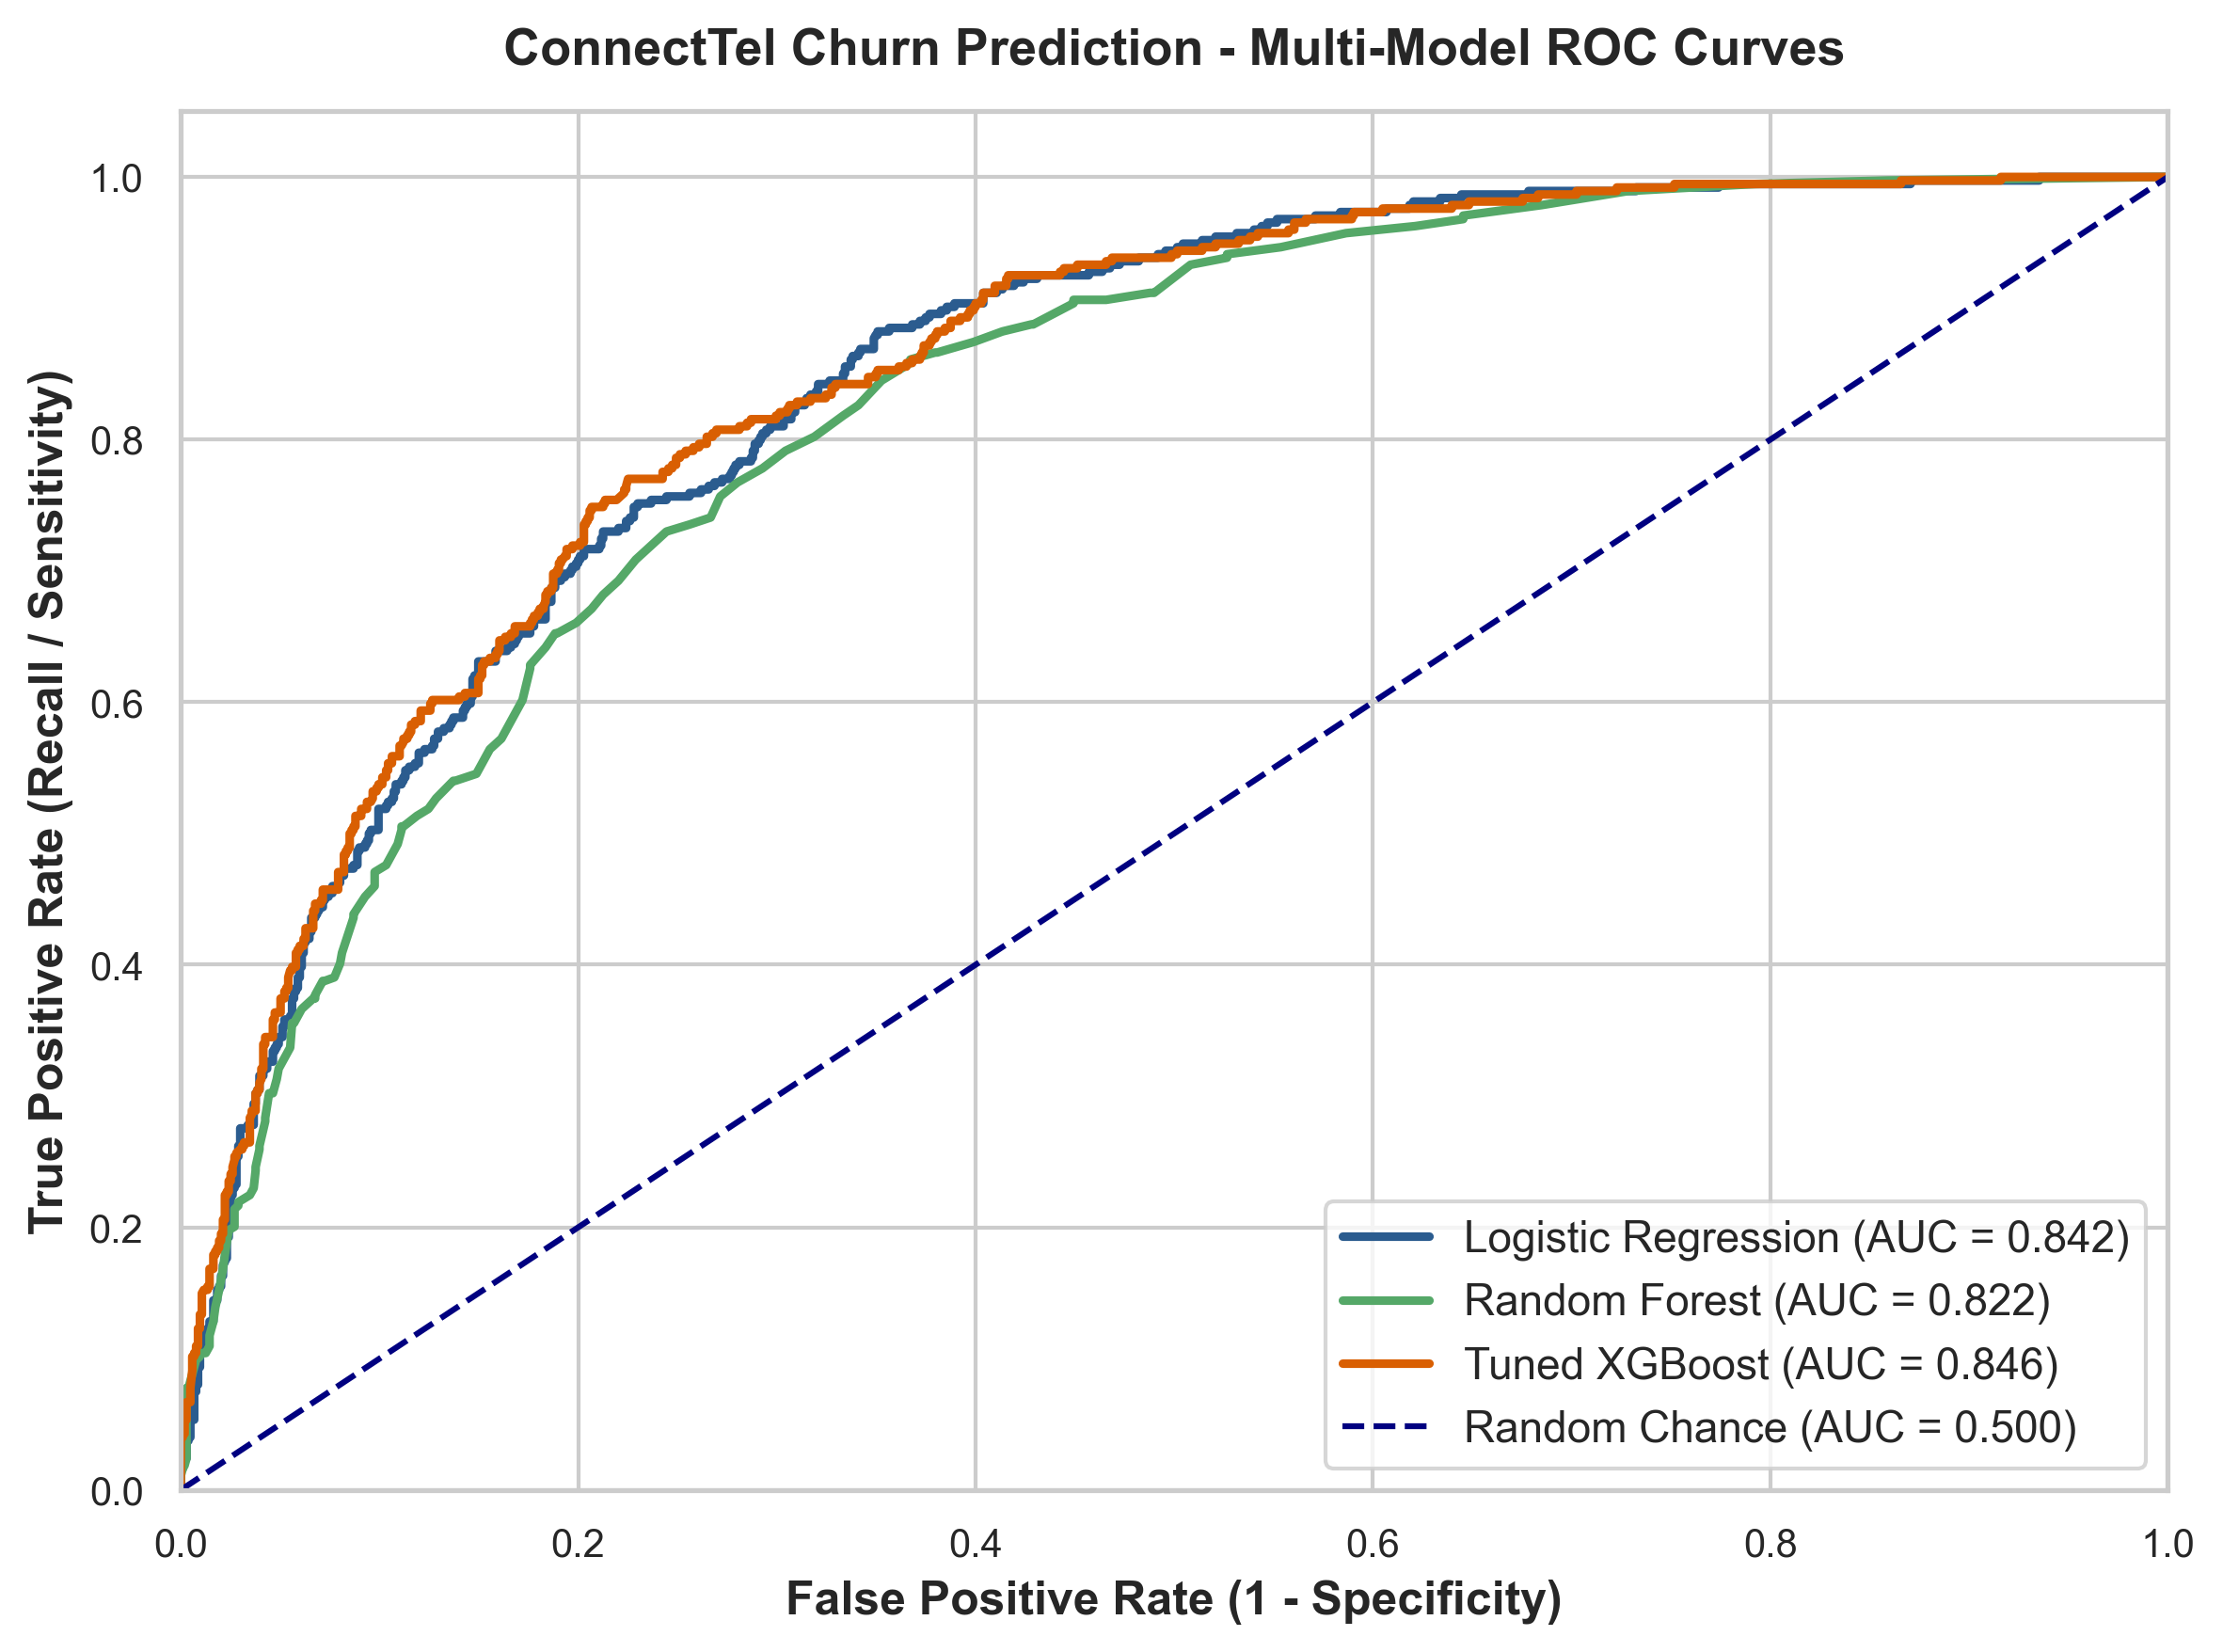 ConnectTel Churn Prediction - Multi-Model ROC Curves
True Positive Rate (Recall / Sensitivity)
1.0
0.8
0.6
0.4
0.2
0.0
Logistic Regression (AUC = 0.842)
Random Forest (AUC = 0.822)
Tuned XGBoost (AUC = 0.846)
Random Chance (AUC = 0.500)
0.0 0.2 0.4 0.6 0.8 1.0
False Positive Rate (1 - Specificity)